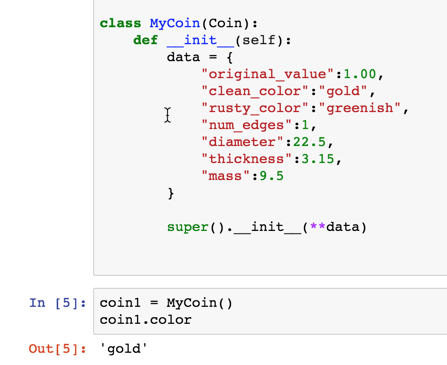 class MyCoin(Coin):
    def __init__(self):
        data = {
            "original_value":1.00,
            "clean_color":"gold",
            "rusty_color":"greenish",
            "num_edges":1,
            "diameter":22.5,
            "thickness":3.15,
            "mass":9.5
        }
        super().__init__(**data)
In [5]: coin1 = MyCoin()
coin1.color
Out[5]: 'gold'